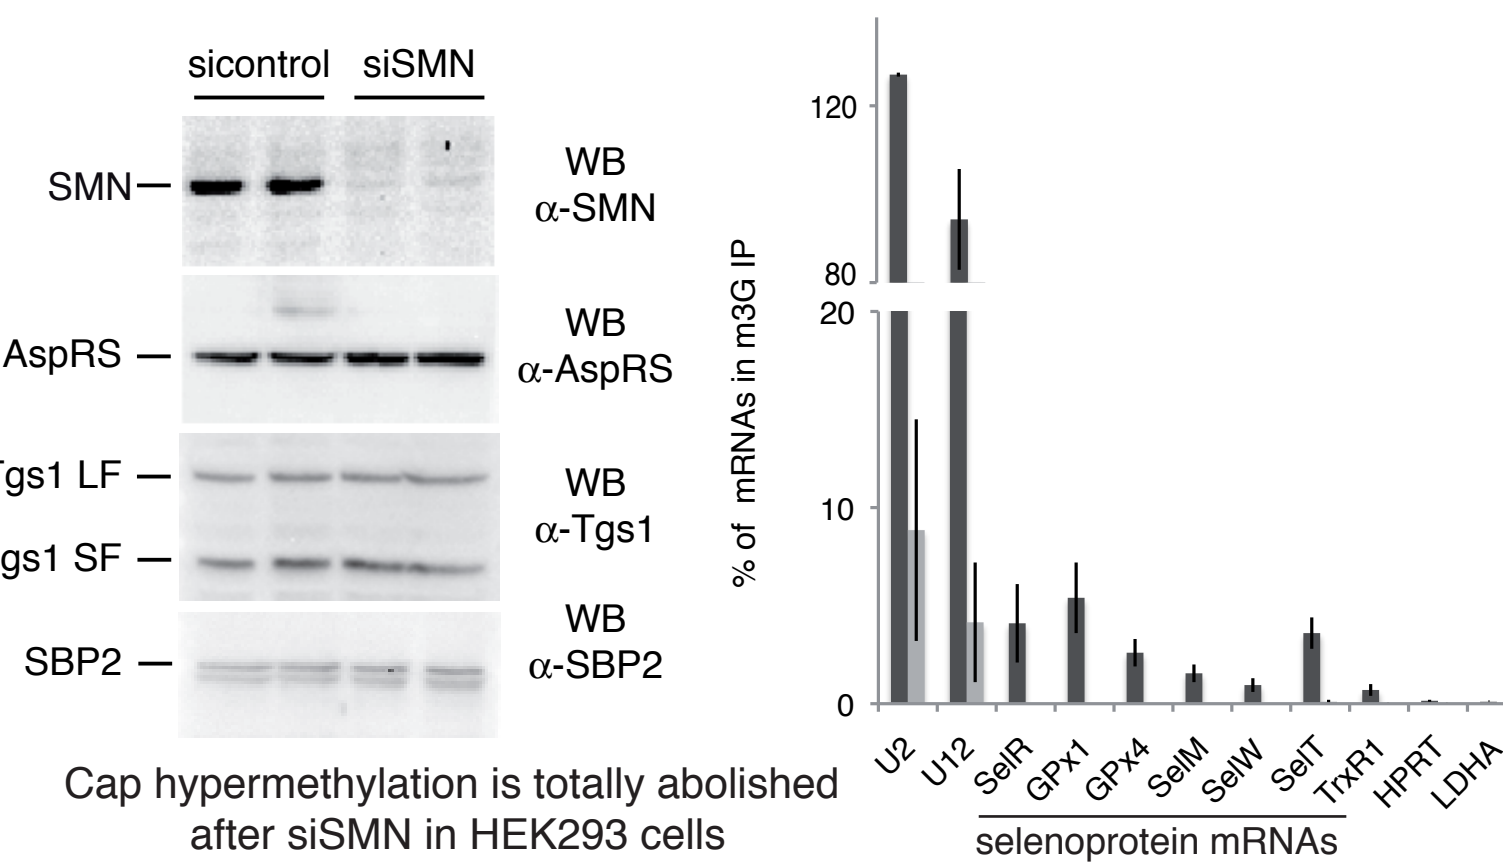 sicontrol siSMN
SMN
WB
α-SMN
AspRS
WB
α-AspRS
Tgs1 LF
gs1 SF
WB
α-Tgs1
SBP2
WB
α-SBP2
Cap hypermethylation is totally abolished
after siSMN in HEK293 cells
% of mRNAs in m3G IP
120
80
20
10
0
U2 U12 SelR GPx1 GPx4 SelM SelW SelT TrxR1 HPRT LDHA
selenoprotein mRNAs